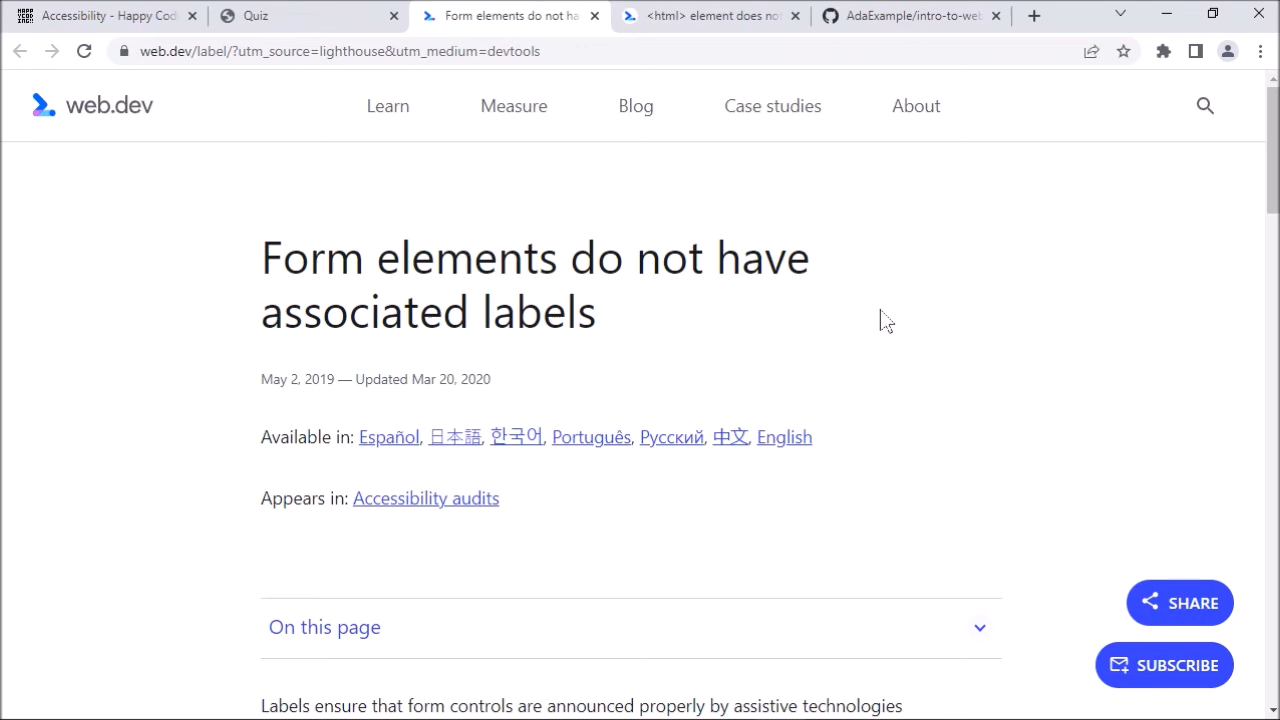 Accessibility - Happy Codi
Quiz
Form elements do not ha
<html> element does not
AdaExample/intro-to-web
web.dev/label/?utm_source=lighthouse&utm_medium=devtools
web.dev
Learn
Measure
Blog
Case studies
About
Form elements do not have
associated labels
May 2, 2019 — Updated Mar 20, 2020
Available in: Español, 日本語, 한국어, Português, Русский, 中文, English
Appears in: Accessibility audits
On this page
SHARE
SUBSCRIBE
Labels ensure that form controls are announced properly by assistive technologies